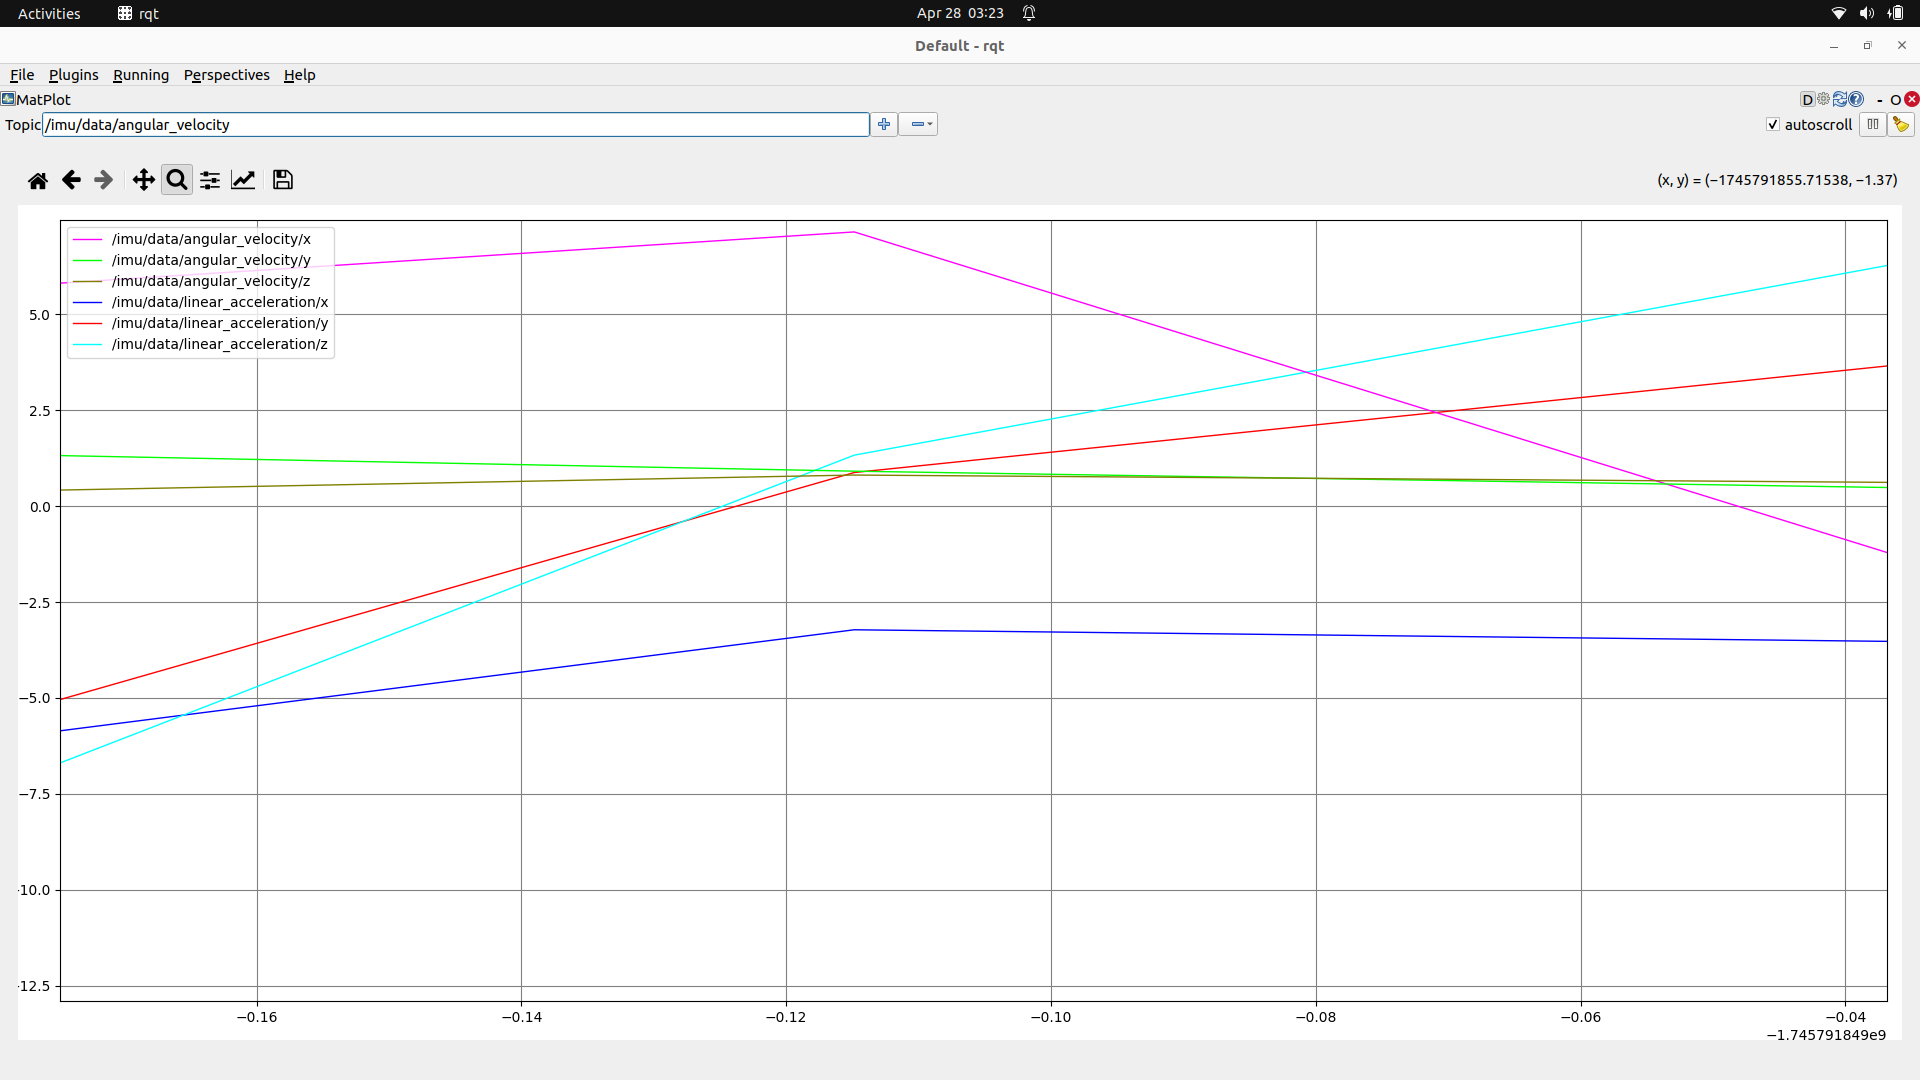 Activities rqt Apr 28 03:23
Default - rqt
File Plugins Running Perspectives Help
MatPlot D - O
Topic /imu/data/angular_velocity autoscroll
(x, y) = (−1745791855.71538, −1.37)
/imu/data/angular_velocity/x
/imu/data/angular_velocity/y
/imu/data/angular_velocity/z
/imu/data/linear_acceleration/x
/imu/data/linear_acceleration/y
/imu/data/linear_acceleration/z
5.0
2.5
0.0
−2.5
−5.0
−7.5
10.0
12.5
−0.16 −0.14 −0.12 −0.10 −0.08 −0.06 −0.04
−1.745791849e9